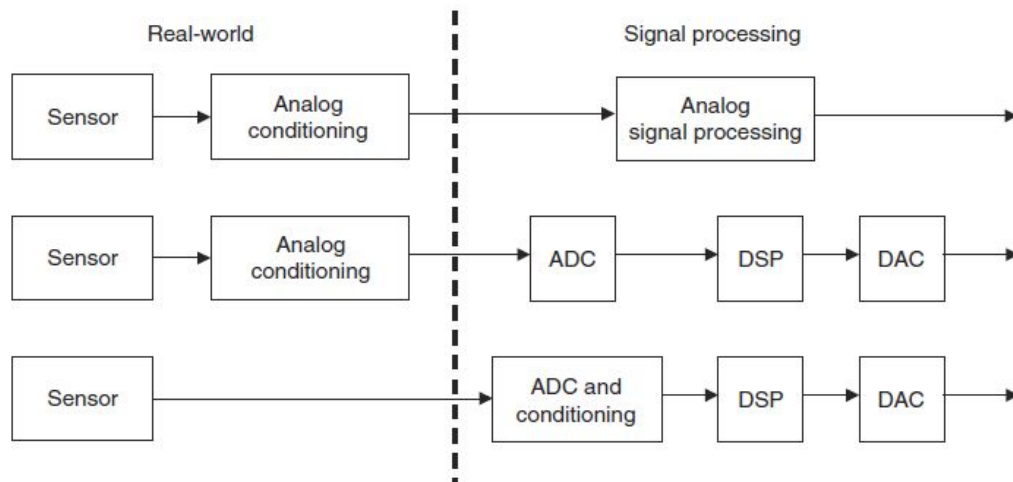 Real-world
Signal processing
Sensor
Analog
conditioning
Analog
signal processing
Sensor
Analog
conditioning
ADC
DSP
DAC
Sensor
ADC and
conditioning
DSP
DAC